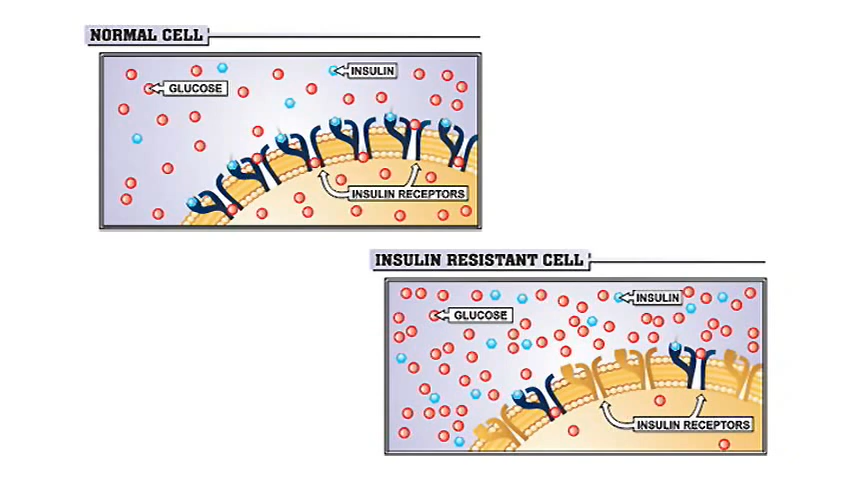 NORMAL CELL
INSULIN
GLUCOSE
INSULIN RECEPTORS
INSULIN RESISTANT CELL
INSULIN
GLUCOSE
INSULIN RECEPTORS